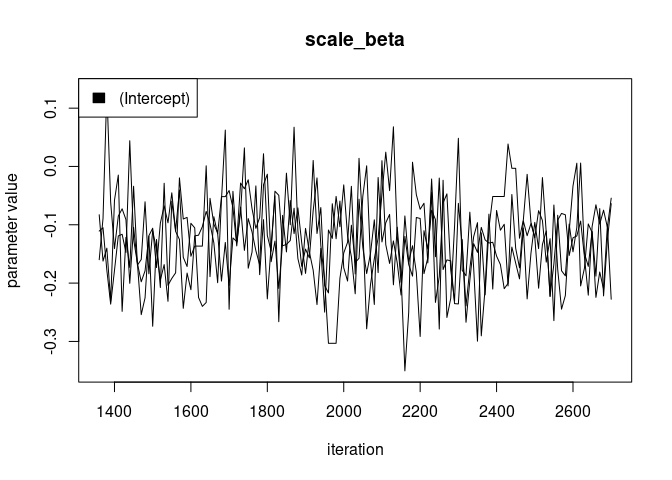 scale_beta
(Intercept)
parameter value
0.1
0.0
-0.1
-0.2
-0.3
1400 1600 1800 2000 2200 2400 2600
iteration